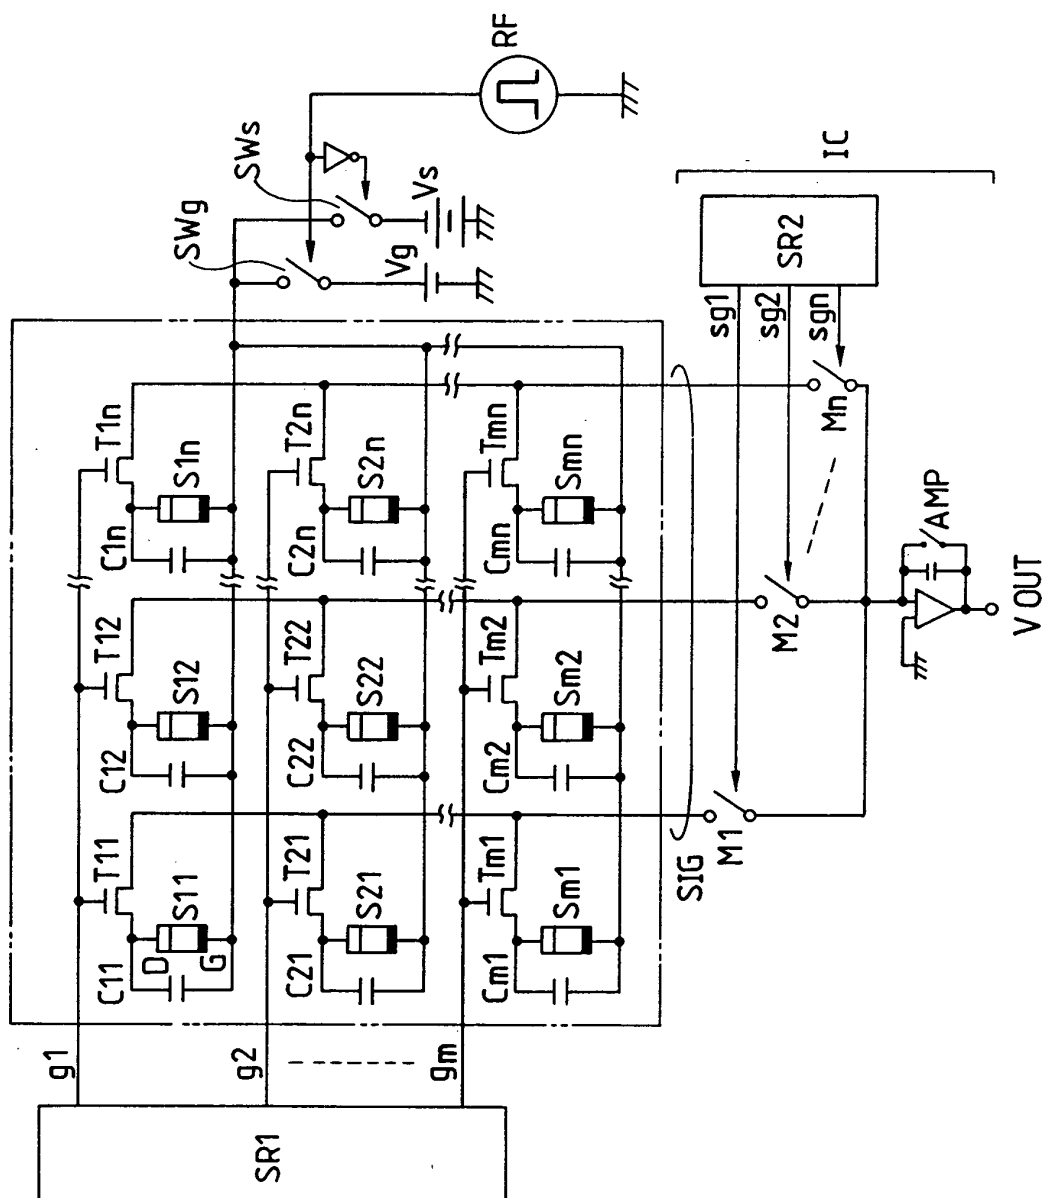 SR1
g1
g2
gm
C11
T11
S11
D
G
C12
T12
S12
C1n
T1n
S1n
C21
T21
S21
C22
T22
S22
C2n
T2n
S2n
Cm1
Tm1
Sm1
Cm2
Tm2
Sm2
Cmn
Tmn
Smn
SWg
SWs
Vg
Vs
RF
SIG
M1
M2
Mn
sg1
sg2
sgn
SR2
IC
AMP
V OUT